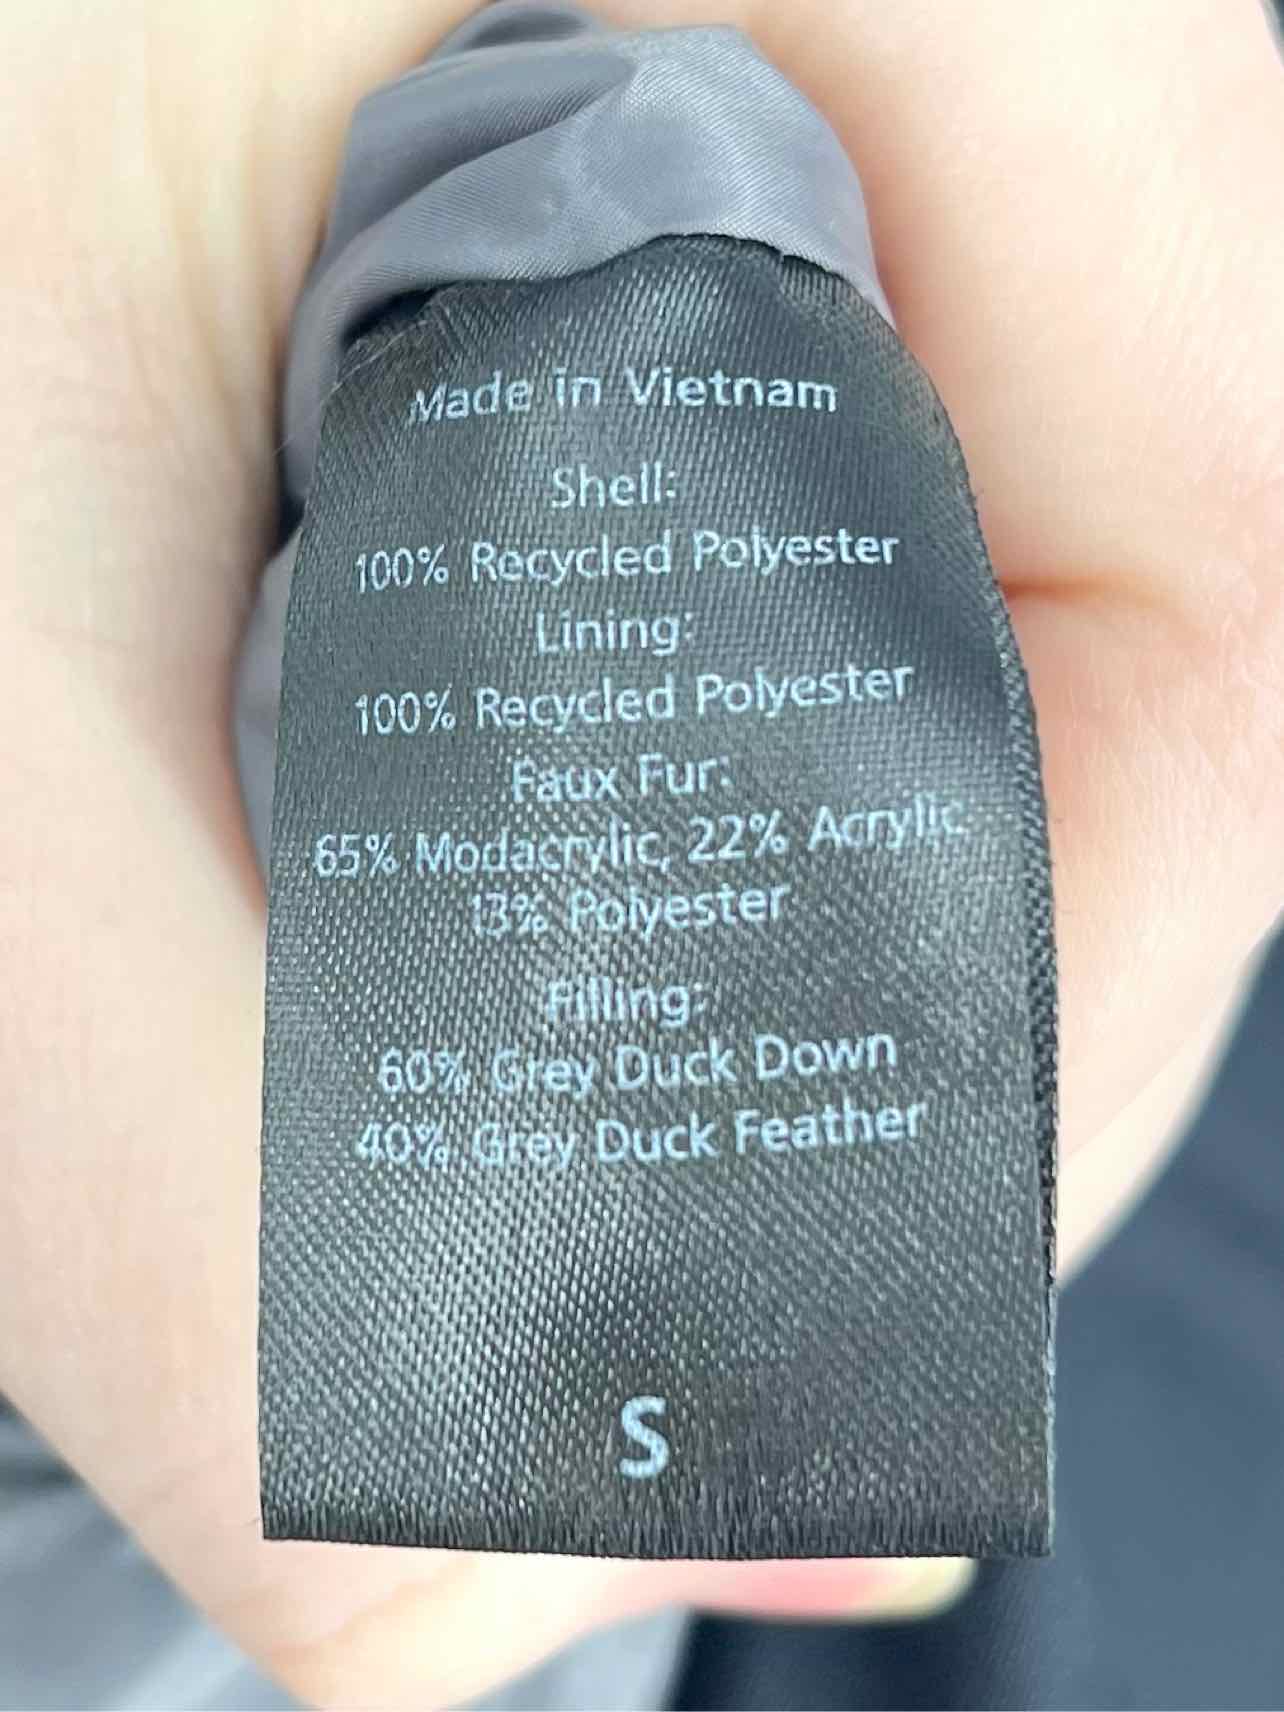 Made in Vietnam
Shell:
100% Recycled Polyester
Lining:
100% Recycled Polyester
Faux Fur:
65% Modacrylic, 22% Acrylic
13% Polyester
Filling:
60% Grey Duck Down
40% Grey Duck Feather
S